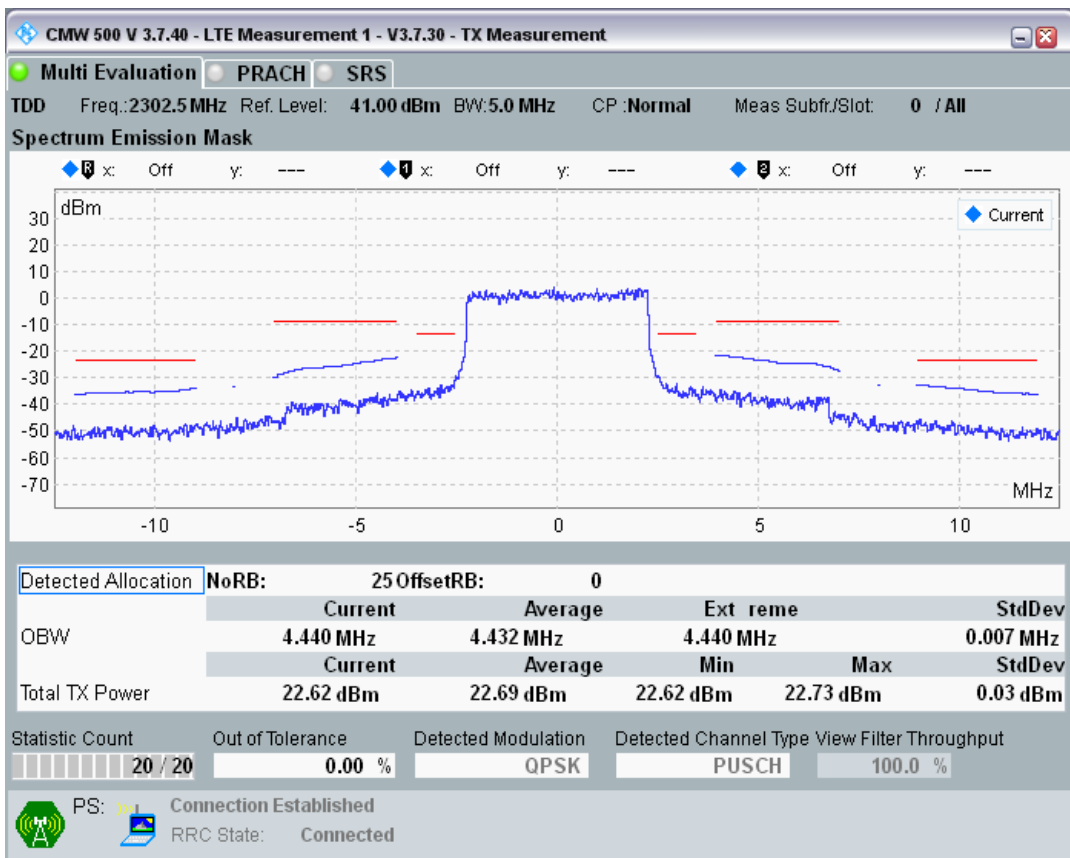 CMW 500 V 3.7.40 - LTE Measurement 1 - V3.7.30 - TX Measurement
Multi Evaluation PRACH SRS
TDD Freq.:2302.5 MHz Ref. Level: 41.00 dBm BW:5.0 MHz CP :Normal Meas Subfr./Slot: 0 / All
Spectrum Emission Mask
R x: Off y: --- 1 x: Off y: --- 2 x: Off y: ---
dBm
Current
30
20
10
0
-10
-20
-30
-40
-50
-60
-70
MHz
-10 -5 0 5 10
Detected Allocation NoRB: 25 OffsetRB: 0
Current Average Ext reme StdDev
OBW 4.440 MHz 4.432 MHz 4.440 MHz 0.007 MHz
Current Average Min Max StdDev
Total TX Power 22.62 dBm 22.69 dBm 22.62 dBm 22.73 dBm 0.03 dBm
Statistic Count Out of Tolerance Detected Modulation Detected Channel Type View Filter Throughput
20 / 20 0.00 % QPSK PUSCH 100.0 %
PS: Connection Established
RRC State: Connected